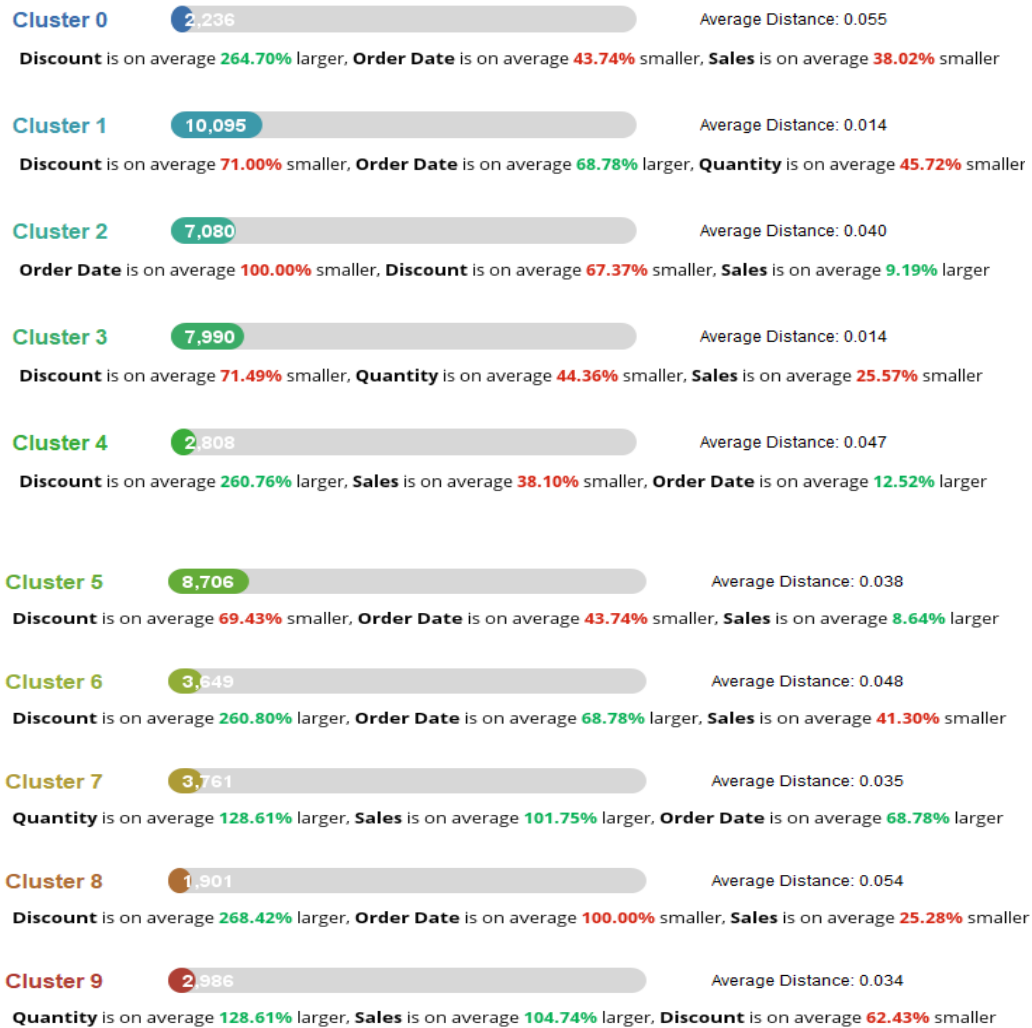 Cluster 0 2,236 Average Distance: 0.055
Discount is on average 264.70% larger, Order Date is on average 43.74% smaller, Sales is on average 38.02% smaller
Cluster 1 10,095 Average Distance: 0.014
Discount is on average 71.00% smaller, Order Date is on average 68.78% larger, Quantity is on average 45.72% smaller
Cluster 2 7,080 Average Distance: 0.040
Order Date is on average 100.00% smaller, Discount is on average 67.37% smaller, Sales is on average 9.19% larger
Cluster 3 7,990 Average Distance: 0.014
Discount is on average 71.49% smaller, Quantity is on average 44.36% smaller, Sales is on average 25.57% smaller
Cluster 4 2,808 Average Distance: 0.047
Discount is on average 260.76% larger, Sales is on average 38.10% smaller, Order Date is on average 12.52% larger
Cluster 5 8,706 Average Distance: 0.038
Discount is on average 69.43% smaller, Order Date is on average 43.74% smaller, Sales is on average 8.64% larger
Cluster 6 3,649 Average Distance: 0.048
Discount is on average 260.80% larger, Order Date is on average 68.78% larger, Sales is on average 41.30% smaller
Cluster 7 3,761 Average Distance: 0.035
Quantity is on average 128.61% larger, Sales is on average 101.75% larger, Order Date is on average 68.78% larger
Cluster 8 1,901 Average Distance: 0.054
Discount is on average 268.42% larger, Order Date is on average 100.00% smaller, Sales is on average 25.28% smaller
Cluster 9 2,986 Average Distance: 0.034
Quantity is on average 128.61% larger, Sales is on average 104.74% larger, Discount is on average 62.43% smaller